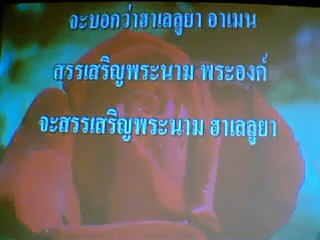 จะบอกว่าฮาเลลูยา อาเมน
สรรเสริญพระนาม พระองค์
จะสรรเสริญพระนาม ฮาเลลูยา